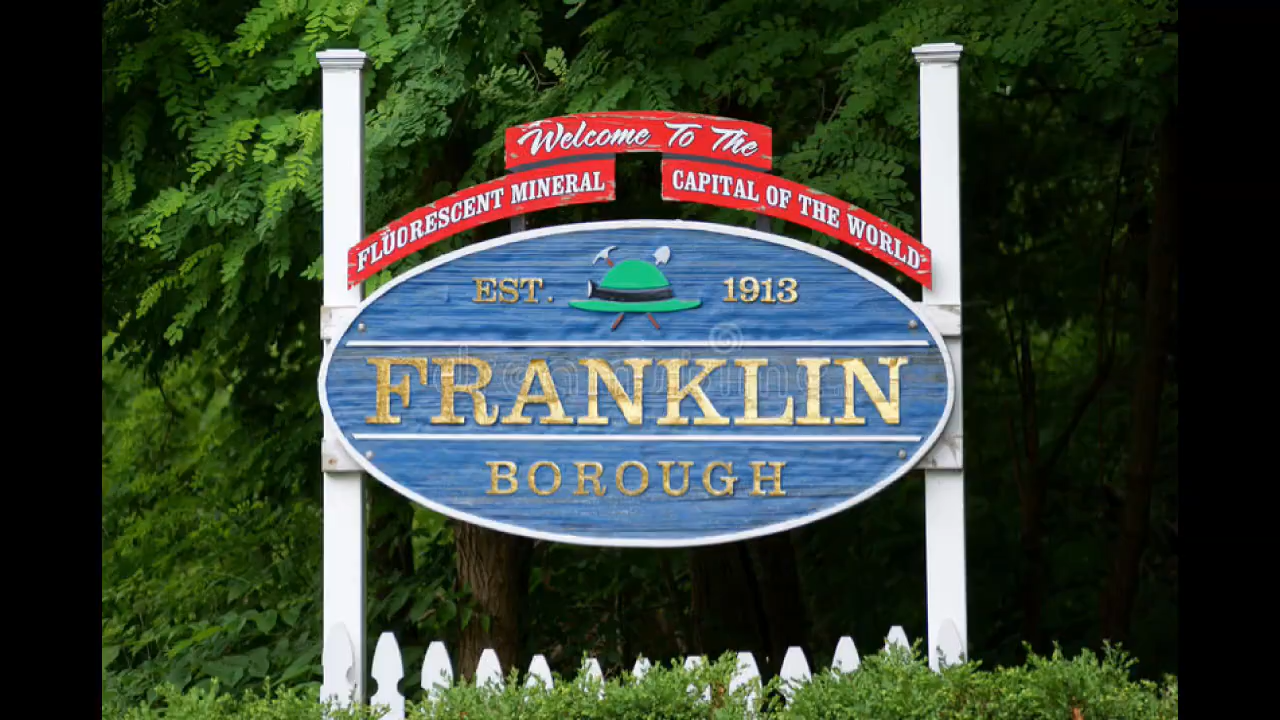 Welcome To The
FLUORESCENT MINERAL CAPITAL OF THE WORLD
EST. 1913
FRANKLIN
BOROUGH